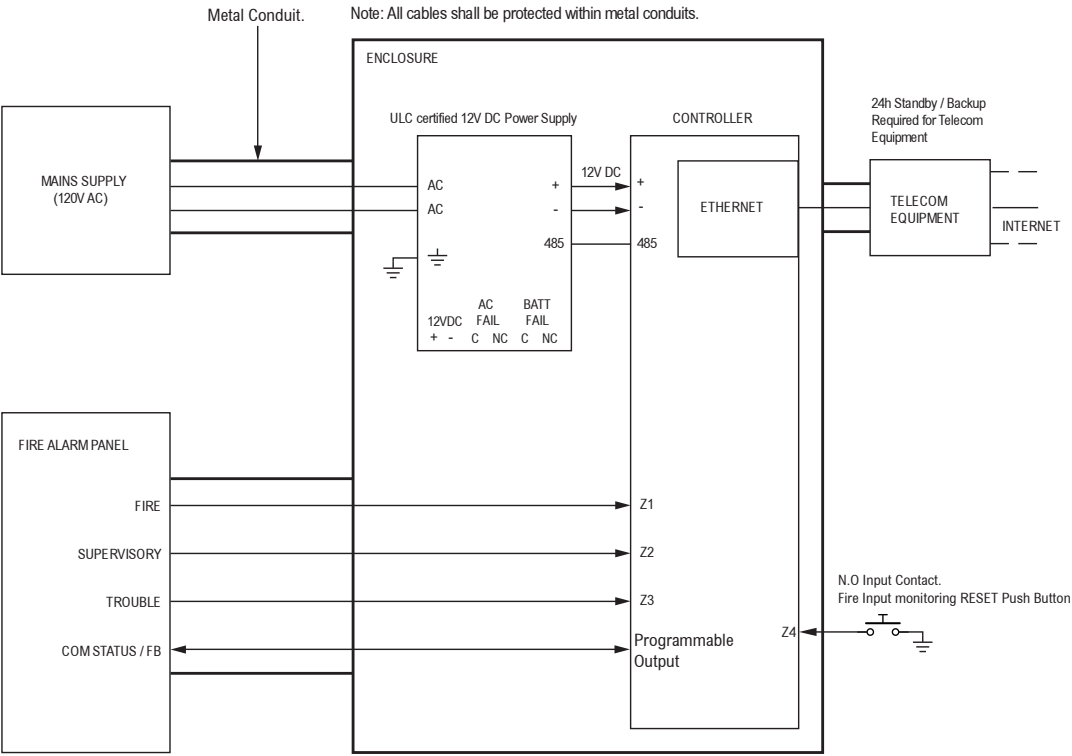 Metal Conduit.
Note: All cables shall be protected within metal conduits.
ENCLOSURE
ULC certified 12V DC Power Supply
CONTROLLER
24h Standby / Backup
Required for Telecom
Equipment
MAINS SUPPLY
(120V AC)
AC
AC
+
-
485
12V DC
+
-
485
ETHERNET
TELECOM
EQUIPMENT
INTERNET
12VDC
+ -
AC
FAIL
C NC
BATT
FAIL
C NC
FIRE ALARM PANEL
FIRE
SUPERVISORY
TROUBLE
COM STATUS / FB
Z1
Z2
Z3
Programmable
Output
Z4
N.O Input Contact.
Fire Input monitoring RESET Push Button